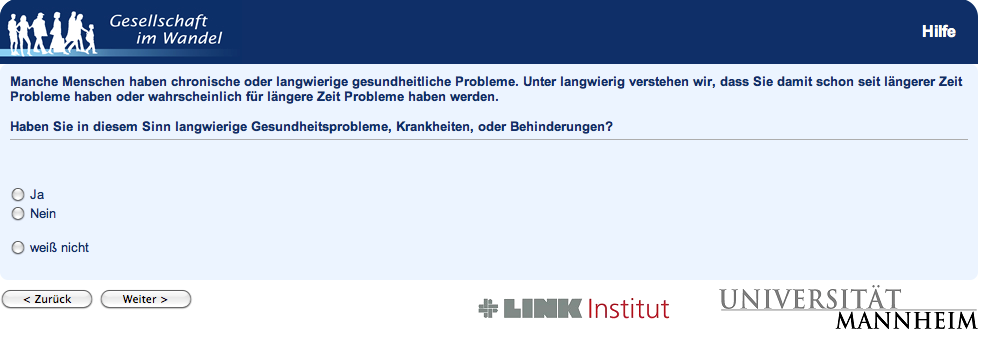 Gesellschaft
im Wandel
Hilfe
Manche Menschen haben chronische oder langwierige gesundheitliche Probleme. Unter langwierig verstehen wir, dass Sie damit schon seit längerer Zeit
Probleme haben oder wahrscheinlich für längere Zeit Probleme haben werden.
Haben Sie in diesem Sinn langwierige Gesundheitsprobleme, Krankheiten, oder Behinderungen?
Ja
Nein
weiß nicht
< Zurück Weiter >
LINK Institut
UNIVERSITÄT
MANNHEIM